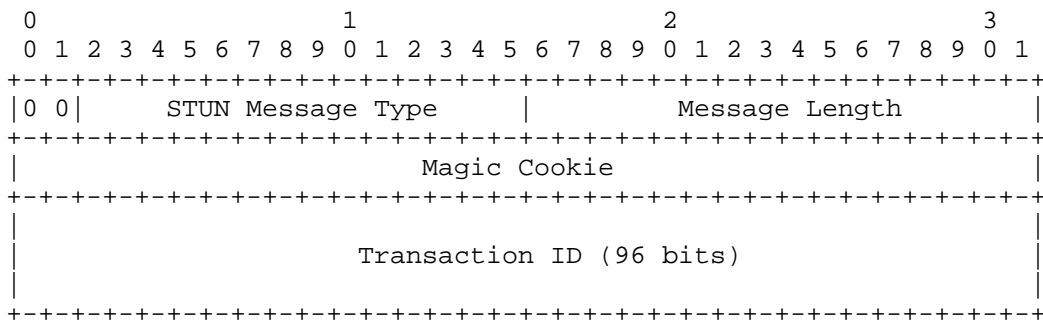 0                   1                   2                   3
 0 1 2 3 4 5 6 7 8 9 0 1 2 3 4 5 6 7 8 9 0 1 2 3 4 5 6 7 8 9 0 1
+-+-+-+-+-+-+-+-+-+-+-+-+-+-+-+-+-+-+-+-+-+-+-+-+-+-+-+-+-+-+-+-+
|0 0|     STUN Message Type     |         Message Length        |
+-+-+-+-+-+-+-+-+-+-+-+-+-+-+-+-+-+-+-+-+-+-+-+-+-+-+-+-+-+-+-+-+
|                         Magic Cookie                          |
+-+-+-+-+-+-+-+-+-+-+-+-+-+-+-+-+-+-+-+-+-+-+-+-+-+-+-+-+-+-+-+-+
|                                                               |
|                     Transaction ID (96 bits)                  |
|                                                               |
+-+-+-+-+-+-+-+-+-+-+-+-+-+-+-+-+-+-+-+-+-+-+-+-+-+-+-+-+-+-+-+-+